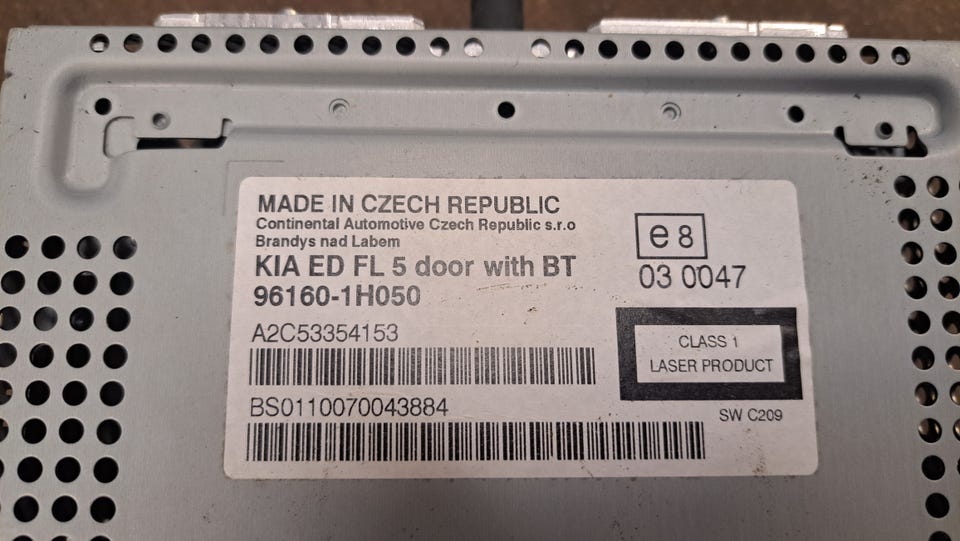 MADE IN CZECH REPUBLIC
Continental Automotive Czech Republic s.r.o
Brandys nad Labem
KIA ED FL 5 door with BT
96160-1H050
A2C53354153
BS0110070043884
e8
03 0047
CLASS 1
LASER PRODUCT
SW C209